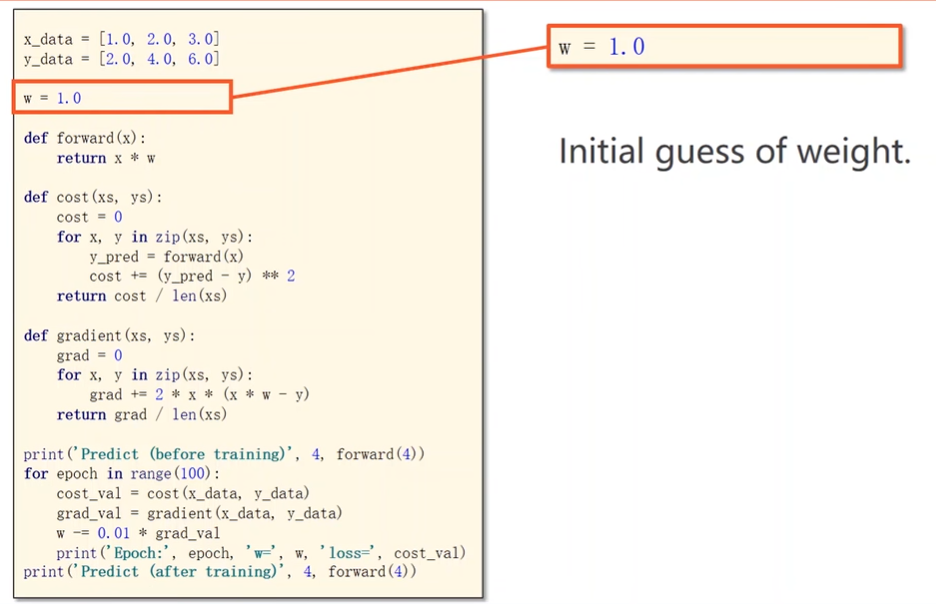 x_data = [1.0, 2.0, 3.0]
y_data = [2.0, 4.0, 6.0]
w = 1.0
def forward(x):
    return x * w
def cost(xs, ys):
    cost = 0
    for x, y in zip(xs, ys):
        y_pred = forward(x)
        cost += (y_pred - y) ** 2
    return cost / len(xs)
def gradient(xs, ys):
    grad = 0
    for x, y in zip(xs, ys):
        grad += 2 * x * (x * w - y)
    return grad / len(xs)
print('Predict (before training)', 4, forward(4))
for epoch in range(100):
    cost_val = cost(x_data, y_data)
    grad_val = gradient(x_data, y_data)
    w -= 0.01 * grad_val
    print('Epoch:', epoch, 'w=', w, 'loss=', cost_val)
print('Predict (after training)', 4, forward(4))
w = 1.0
Initial guess of weight.